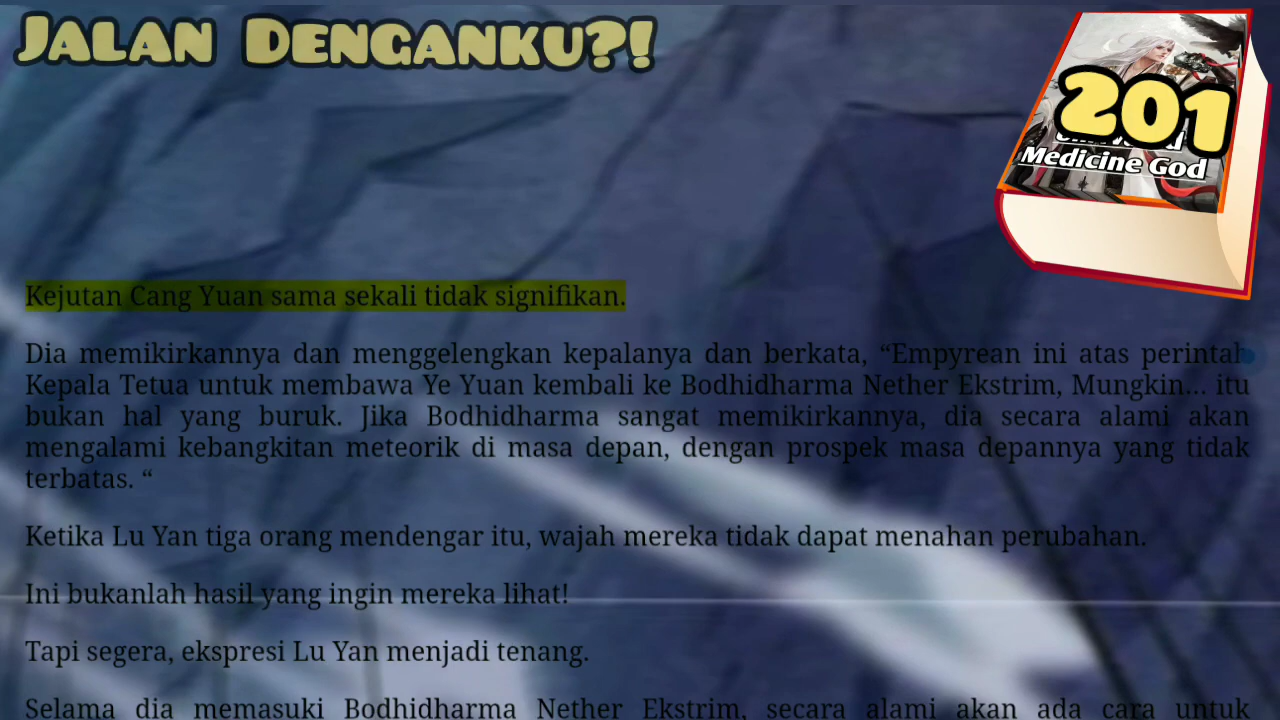 JALAN DENGANKU?!
201
Medicine God
Kejutan Cang Yuan sama sekali tidak signifikan.
Dia memikirkannya dan menggelengkan kepalanya dan berkata, “Empyrean ini atas perintah
Kepala Tetua untuk membawa Ye Yuan kembali ke Bodhidharma Nether Ekstrim, Mungkin... itu
bukan hal yang buruk. Jika Bodhidharma sangat memikirkannya, dia secara alami akan
mengalami kebangkitan meteorik di masa depan, dengan prospek masa depannya yang tidak
terbatas. “
Ketika Lu Yan tiga orang mendengar itu, wajah mereka tidak dapat menahan perubahan.
Ini bukanlah hasil yang ingin mereka lihat!
Tapi segera, ekspresi Lu Yan menjadi tenang.
Selama dia memasuki Bodhidharma Nether Ekstrim, secara alami akan ada cara untuk